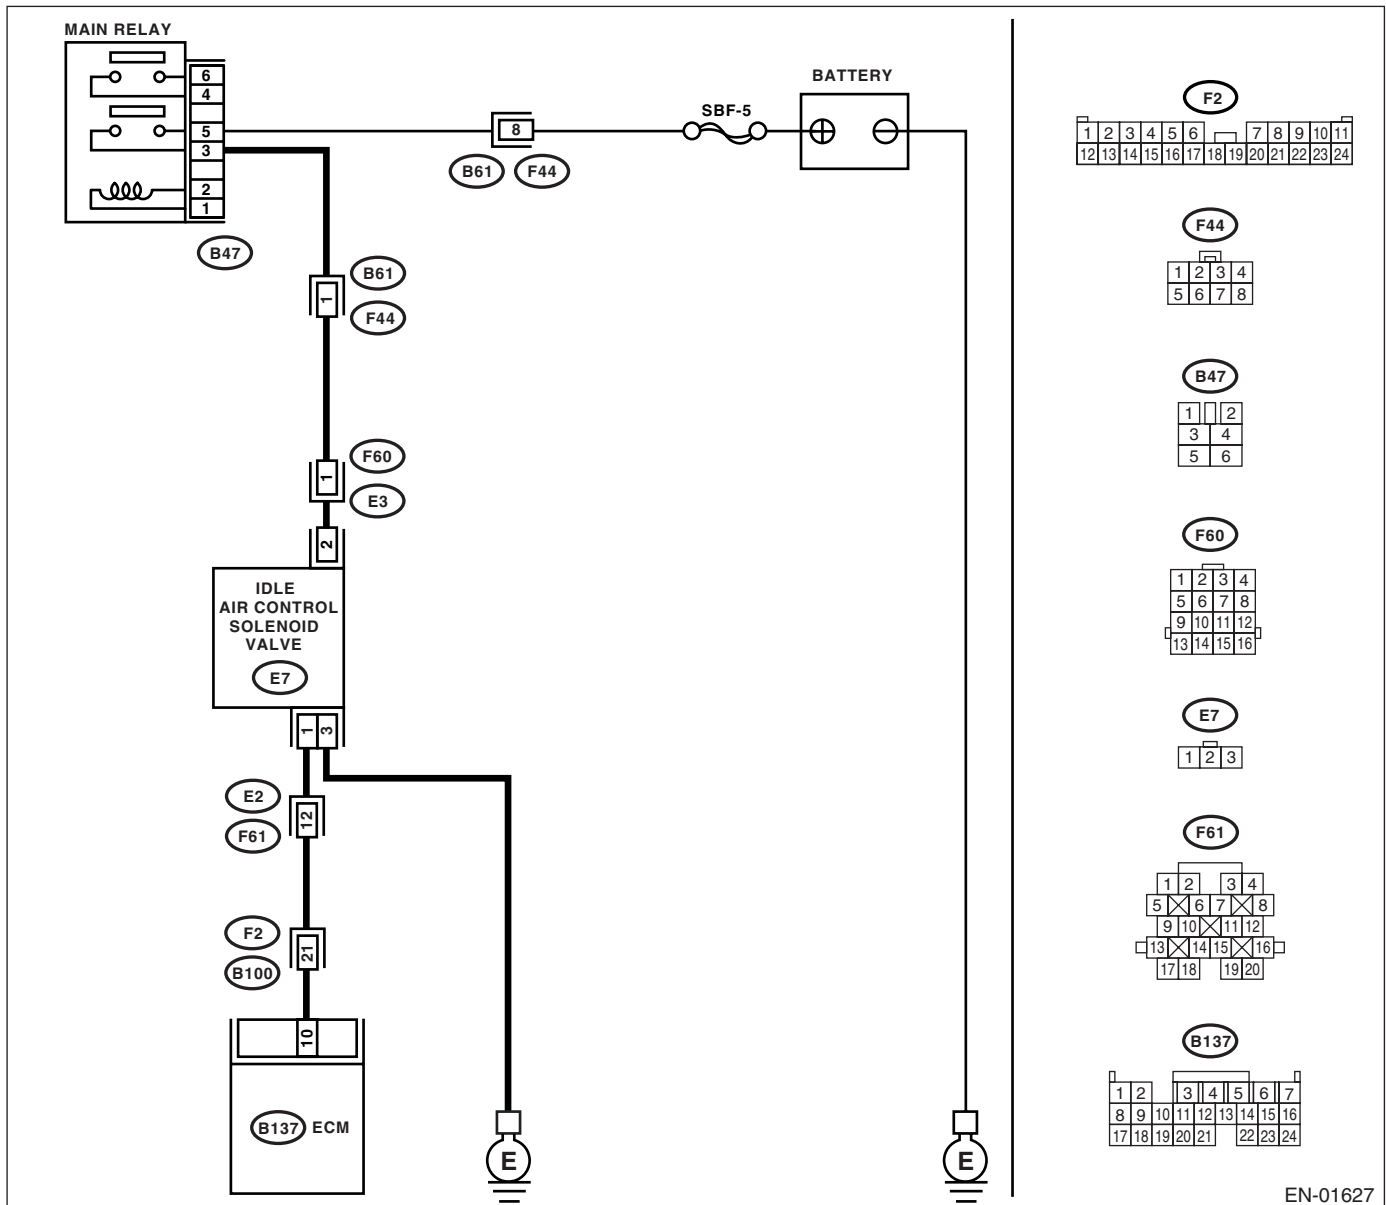 MAIN RELAY
6
4
5
3
2
1
B47
8
B61 F44
SBF-5
BATTERY
1
B61
F44
1
F60
E3
2
IDLE
AIR CONTROL
SOLENOID
VALVE
E7
1 3
12
E2
F61
21
F2
B100
10
B137 ECM
E
E
F2
1 2 3 4 5 6 7 8 9 10 11
12 13 14 15 16 17 18 19 20 21 22 23 24
F44
1 2 3 4
5 6 7 8
B47
1 2
3 4
5 6
F60
1 2 3 4
5 6 7 8
9 10 11 12
13 14 15 16
E7
1 2 3
F61
1 2 3 4
5 6 7 8
9 10 11 12
13 14 15 16
17 18 19 20
B137
1 2 3 4 5 6 7
8 9 10 11 12 13 14 15 16
17 18 19 20 21 22 23 24
EN-01627